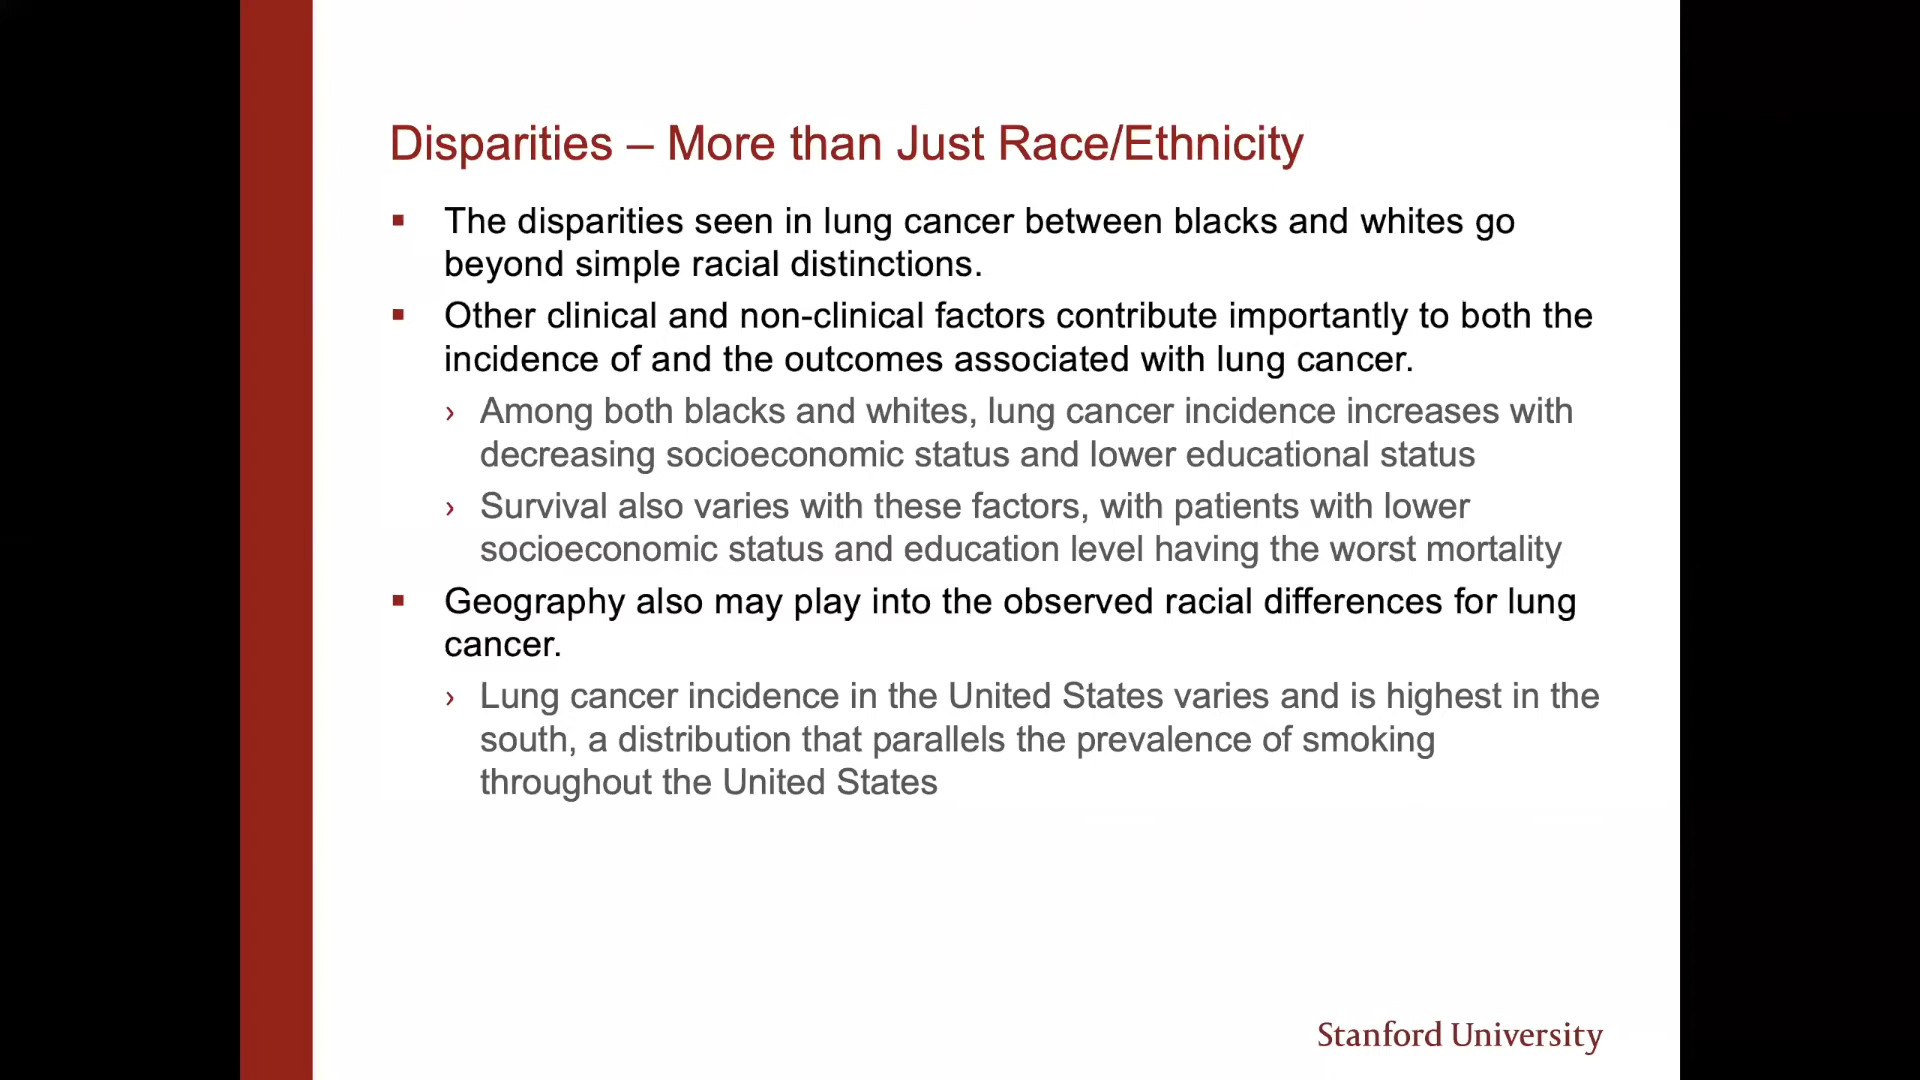 Disparities – More than Just Race/Ethnicity
▪ The disparities seen in lung cancer between blacks and whites go
beyond simple racial distinctions.
▪ Other clinical and non-clinical factors contribute importantly to both the
incidence of and the outcomes associated with lung cancer.
› Among both blacks and whites, lung cancer incidence increases with
decreasing socioeconomic status and lower educational status
› Survival also varies with these factors, with patients with lower
socioeconomic status and education level having the worst mortality
▪ Geography also may play into the observed racial differences for lung
cancer.
› Lung cancer incidence in the United States varies and is highest in the
south, a distribution that parallels the prevalence of smoking
throughout the United States
Stanford University